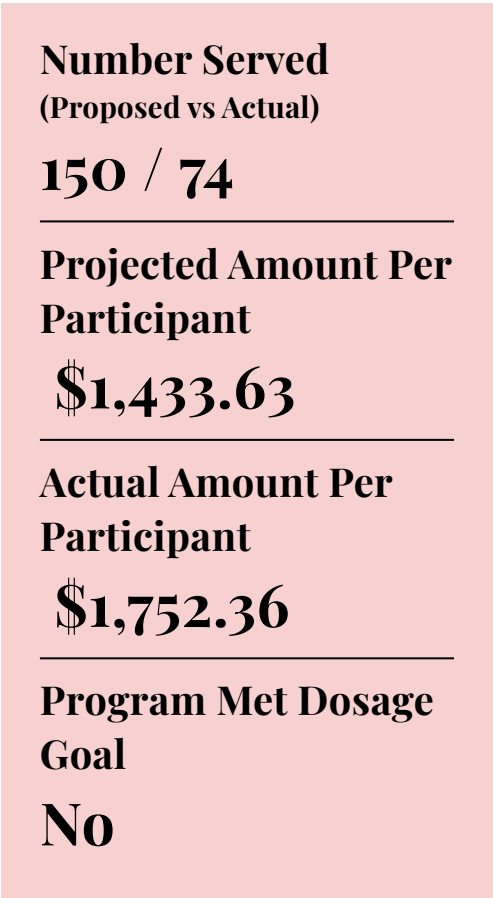 Number Served
(Proposed vs Actual)
150 / 74
Projected Amount Per
Participant
$1,433.63
Actual Amount Per
Participant
$1,752.36
Program Met Dosage
Goal
No